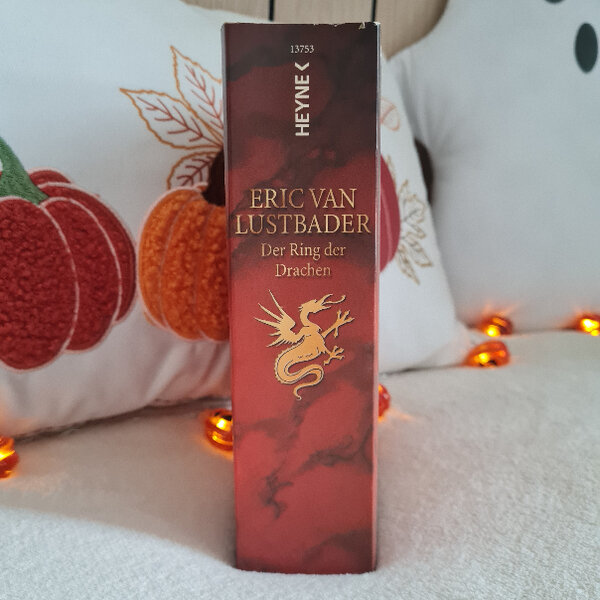 13753
HEYNE
ERIC VAN
LUSTBADER
Der Ring der
Drachen